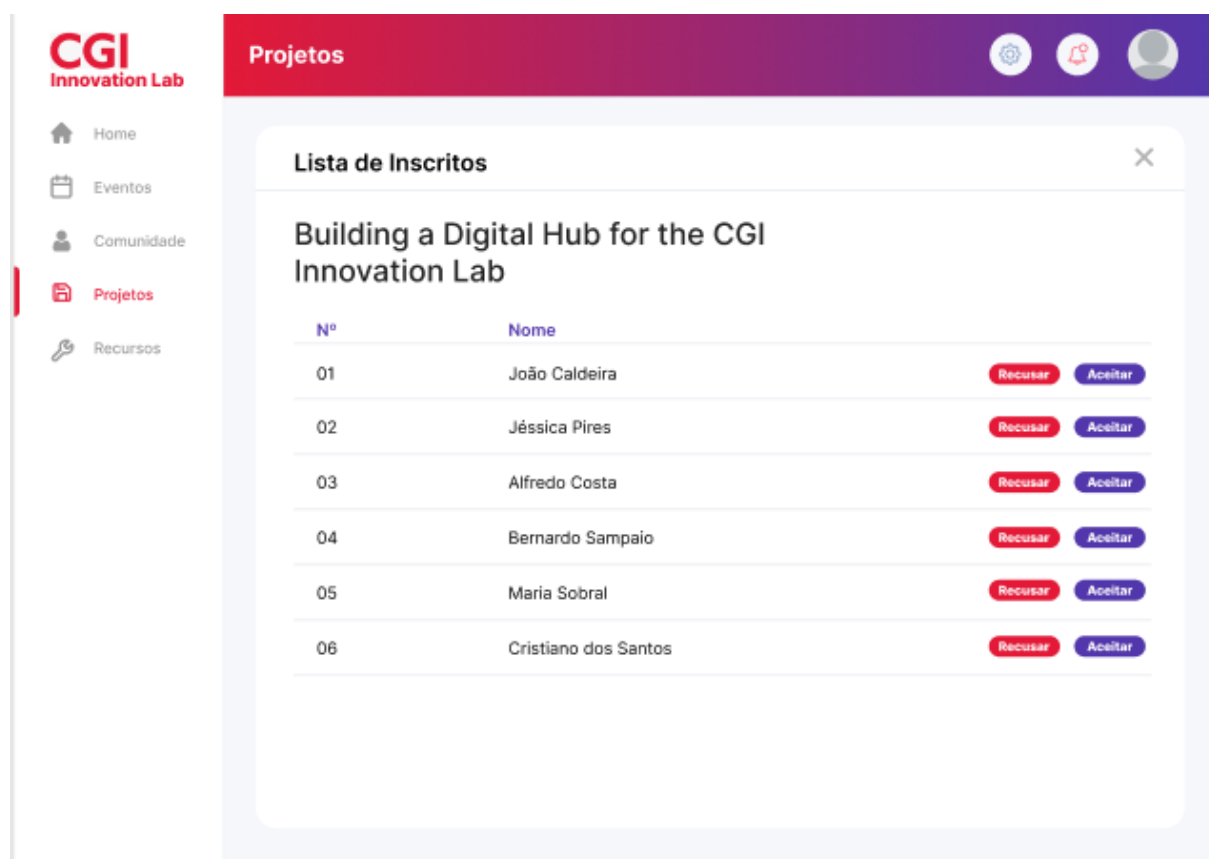 CGI
Innovation Lab
Projetos
Home
Eventos
Comunidade
Projetos
Recursos
Lista de Inscritos
Building a Digital Hub for the CGI
Innovation Lab
Nº Nome
01 João Caldeira Recusar Aceitar
02 Jéssica Pires Recusar Aceitar
03 Alfredo Costa Recusar Aceitar
04 Bernardo Sampaio Recusar Aceitar
05 Maria Sobral Recusar Aceitar
06 Cristiano dos Santos Recusar Aceitar